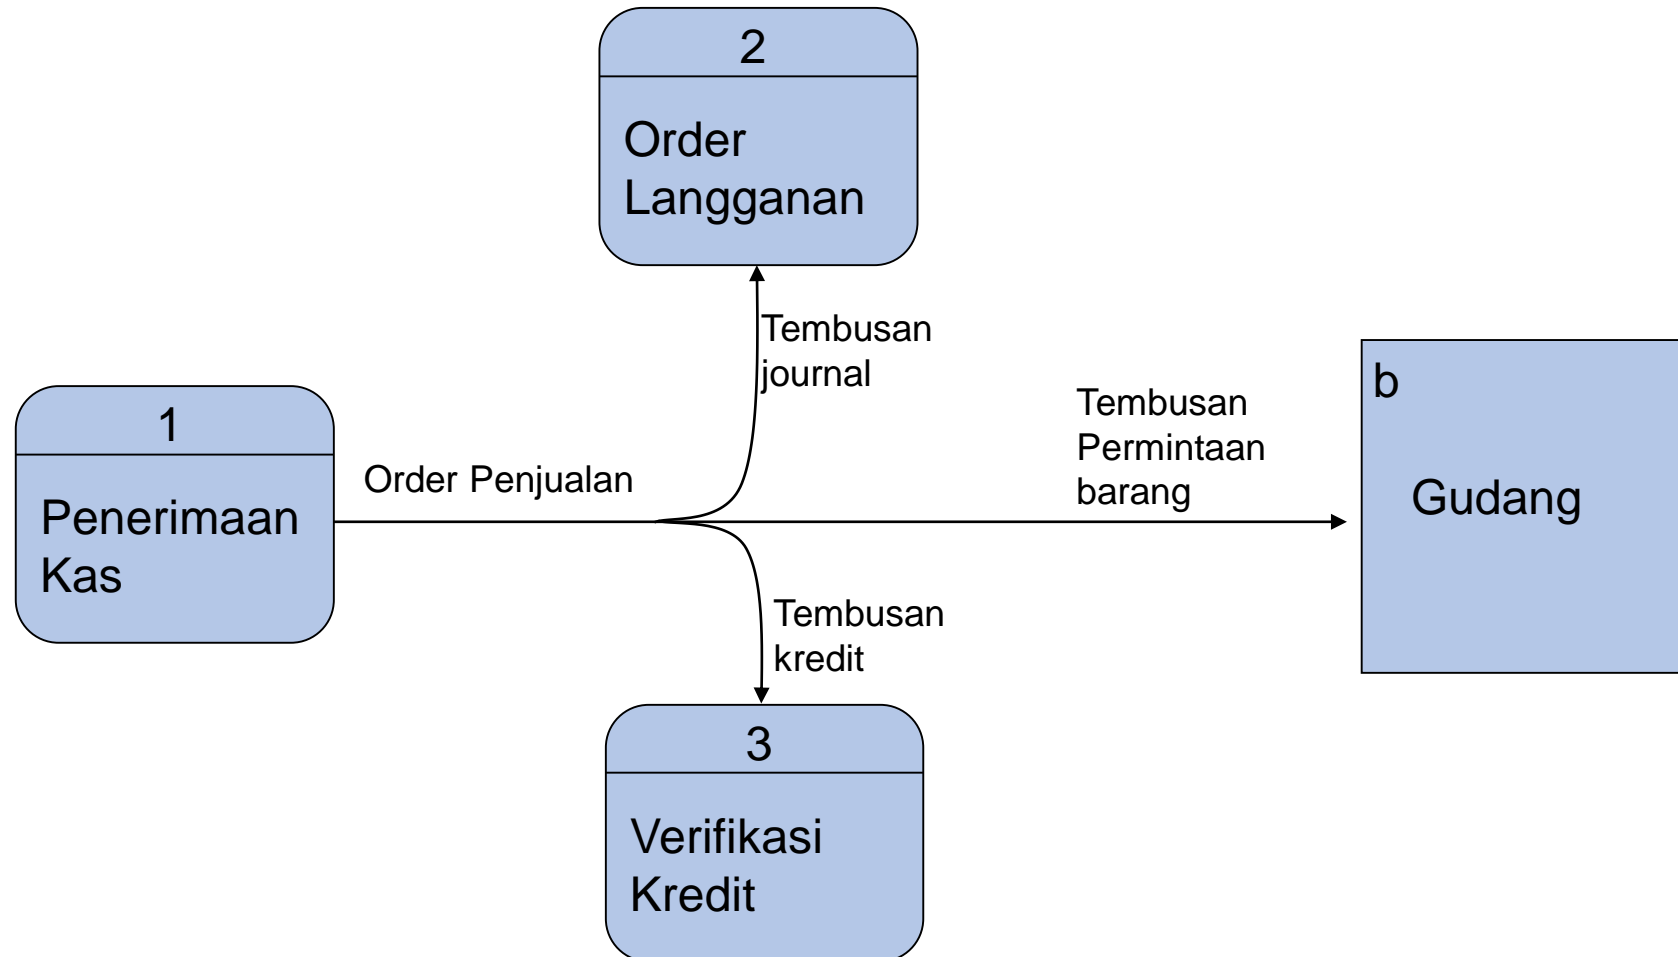 2
Order
Langganan
Tembusan
journal
1
Penerimaan
Kas
Order Penjualan
Tembusan
Permintaan
barang
b
Gudang
Tembusan
kredit
3
Verifikasi
Kredit